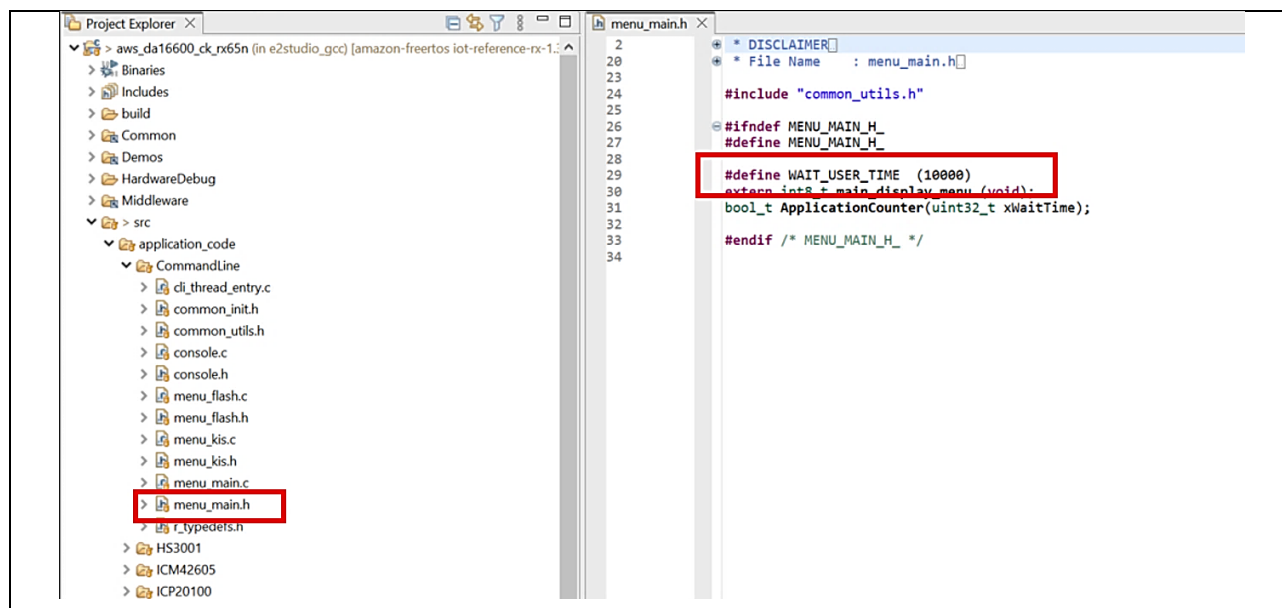 Project Explorer
aws_da16600_ck_rx65n (in e2studio_gcc) [amazon-freertos iot-reference-rx-1.
Binaries
Includes
build
Common
Demos
HardwareDebug
Middleware
> src
application_code
CommandLine
cli_thread_entry.c
common_init.h
common_utils.h
console.c
console.h
menu_flash.c
menu_flash.h
menu_kis.c
menu_kis.h
menu_main.c
menu_main.h
r_typedefs.h
HS3001
ICM42605
ICP20100
menu_main.h
2 * DISCLAIMER
20 * File Name : menu_main.h
23
24 #include "common_utils.h"
25
26 #ifndef MENU_MAIN_H_
27 #define MENU_MAIN_H_
28
29 #define WAIT_USER_TIME (10000)
30 extern int8_t main_display_menu (void);
31 bool_t ApplicationCounter(uint32_t xWaitTime);
32
33 #endif /* MENU_MAIN_H_ */
34